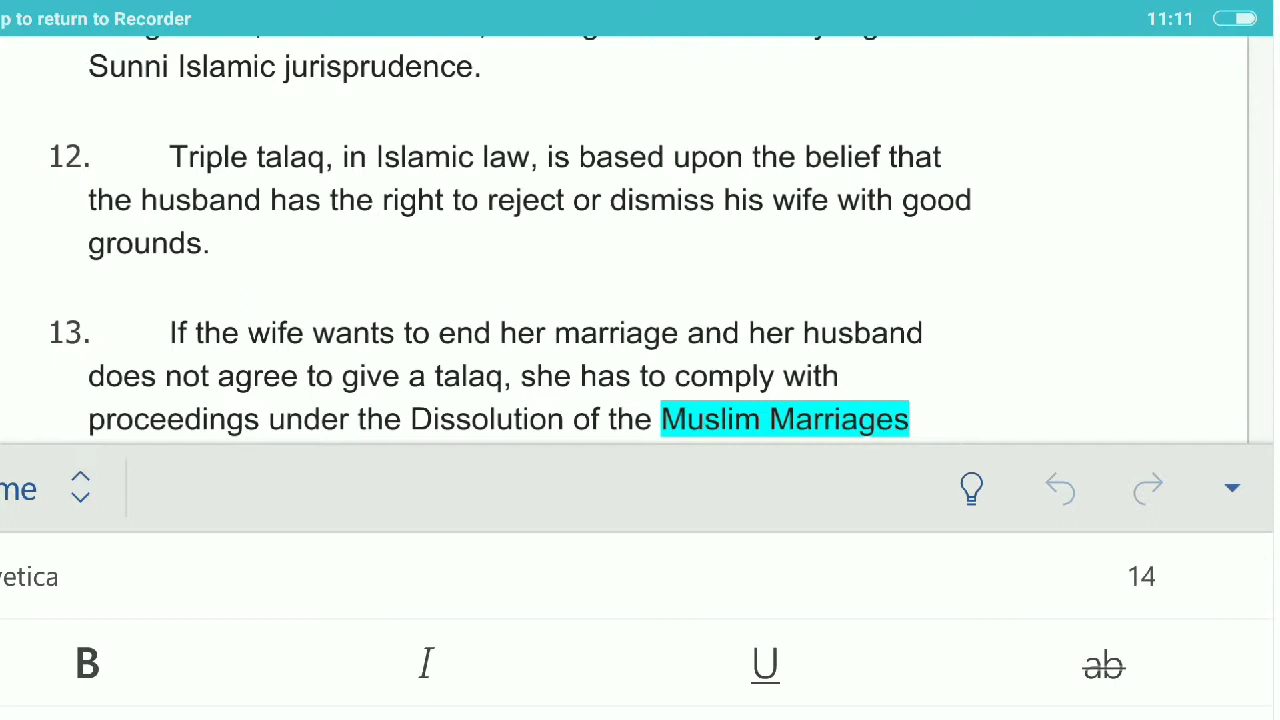 p to return to Recorder
11:11
Sunni Islamic jurisprudence.
12. Triple talaq, in Islamic law, is based upon the belief that
the husband has the right to reject or dismiss his wife with good
grounds.
13. If the wife wants to end her marriage and her husband
does not agree to give a talaq, she has to comply with
proceedings under the Dissolution of the Muslim Marriages
me
etica
14
B
I
U
ab